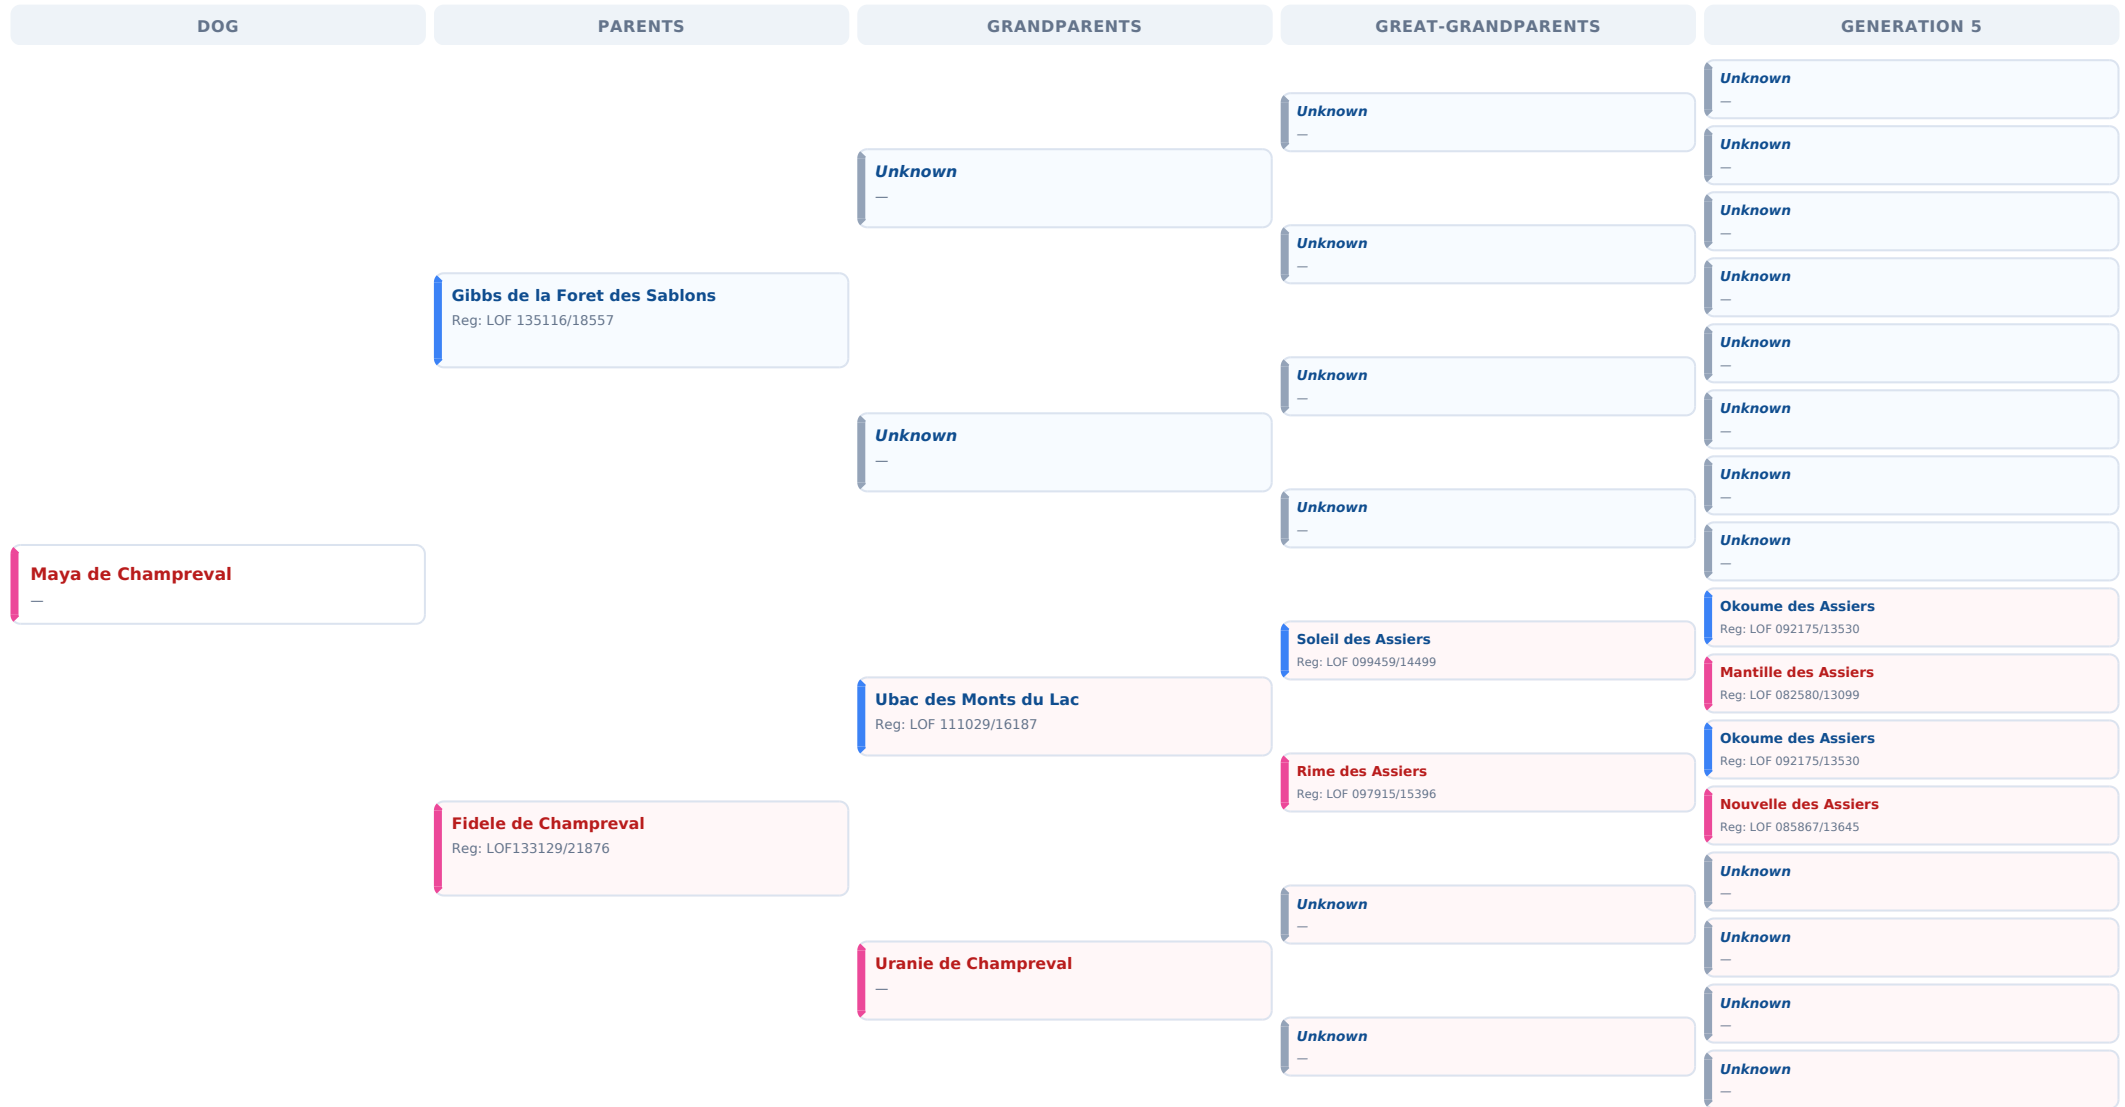 DOG
PARENTS
GRANDPARENTS
GREAT-GRANDPARENTS
GENERATION 5
Maya de Champreval
—
Gibbs de la Foret des Sablons
Reg: LOF 135116/18557
Fidele de Champreval
Reg: LOF133129/21876
Unknown
—
Unknown
—
Ubac des Monts du Lac
Reg: LOF 111029/16187
Uranie de Champreval
—
Unknown
—
Unknown
—
Unknown
—
Unknown
—
Soleil des Assiers
Reg: LOF 099459/14499
Rime des Assiers
Reg: LOF 097915/15396
Unknown
—
Unknown
—
Unknown
—
Unknown
—
Unknown
—
Unknown
—
Unknown
—
Unknown
—
Unknown
—
Unknown
—
Okoume des Assiers
Reg: LOF 092175/13530
Mantille des Assiers
Reg: LOF 082580/13099
Okoume des Assiers
Reg: LOF 092175/13530
Nouvelle des Assiers
Reg: LOF 085867/13645
Unknown
—
Unknown
—
Unknown
—
Unknown
—